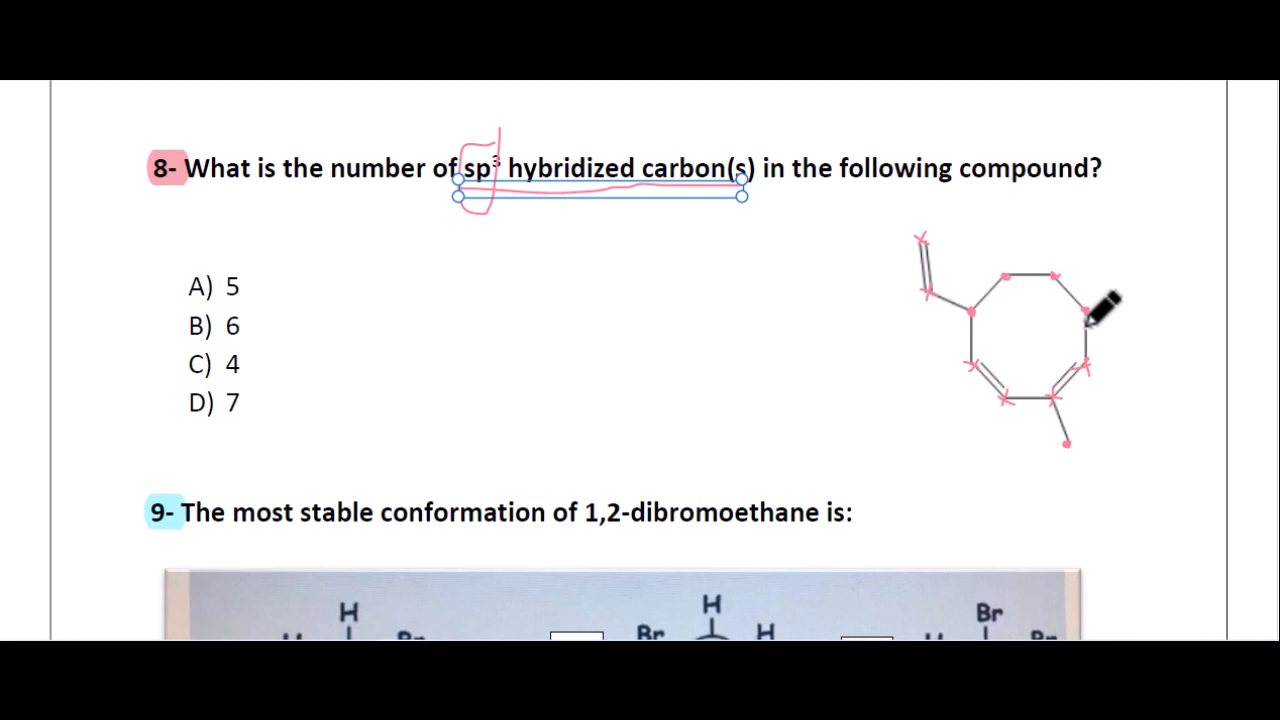 8- What is the number of sp³ hybridized carbon(s) in the following compound?
A) 5
B) 6
C) 4
D) 7
9- The most stable conformation of 1,2-dibromoethane is:
H H Br
Br H